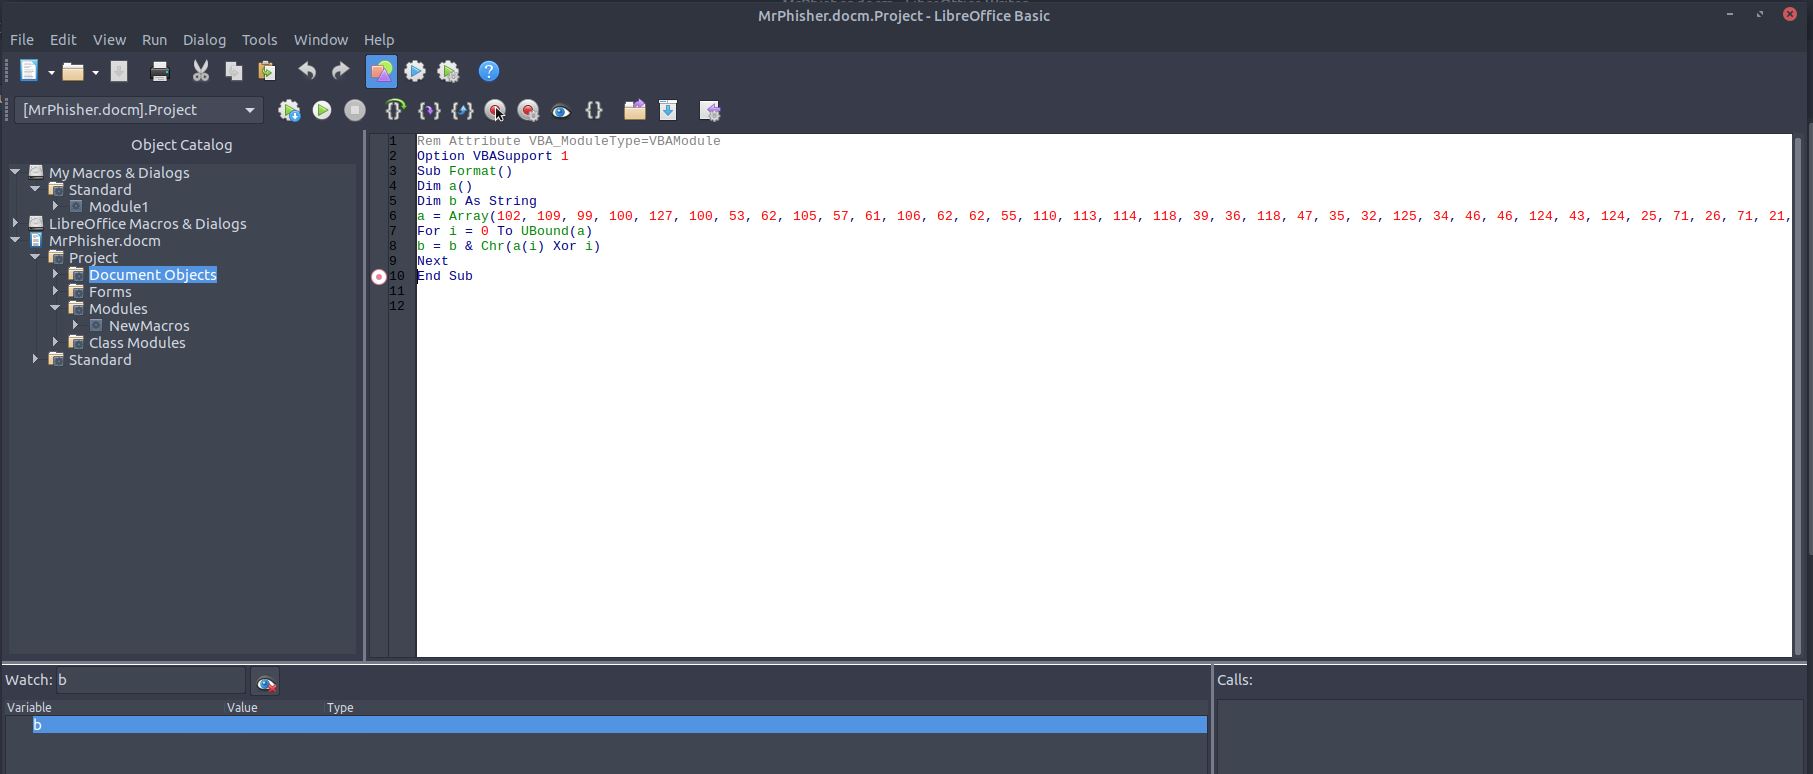 MrPhisher.docm.Project - LibreOffice Basic
File Edit View Run Dialog Tools Window Help
[MrPhisher.docm].Project
Object Catalog
My Macros & Dialogs
Standard
Module1
LibreOffice Macros & Dialogs
MrPhisher.docm
Project
Document Objects
Forms
Modules
NewMacros
Class Modules
Standard
1 Rem Attribute VBA_ModuleType=VBAModule
2 Option VBASupport 1
3 Sub Format()
4 Dim a()
5 Dim b As String
6 a = Array(102, 109, 99, 100, 127, 100, 53, 62, 105, 57, 61, 106, 62, 62, 55, 110, 113, 114, 118, 39, 36, 118, 47, 35, 32, 125, 34, 46, 46, 124, 43, 124, 25, 71, 26, 71, 21,
7 For i = 0 To UBound(a)
8 b = b & Chr(a(i) Xor i)
9 Next
10 End Sub
11
12
Watch: b
Variable Value Type
b
Calls: